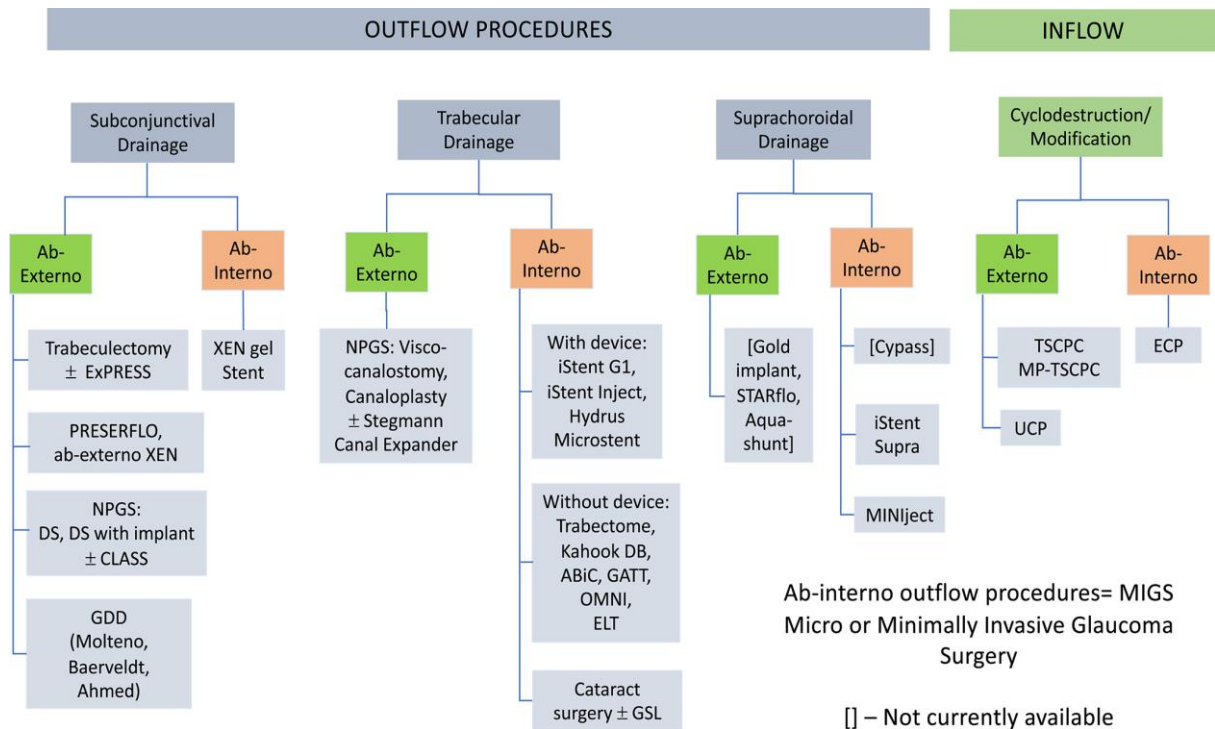 OUTFLOW PROCEDURES
INFLOW
Subconjunctival
Drainage
Ab-
Externo
Ab-
Interno
Trabeculectomy
± ExPRESS
PRESERFLO,
ab-externo XEN
NPGS:
DS, DS with implant
± CLASS
GDD
(Molteno,
Baerveldt,
Ahmed)
XEN gel
Stent
Trabecular
Drainage
Ab-
Externo
Ab-
Interno
NPGS: Visco-
canalostomy,
Canaloplasty
± Stegmann
Canal Expander
With device:
iStent G1,
iStent Inject,
Hydrus
Microstent
Without device:
Trabectome,
Kahook DB,
ABiC, GATT,
OMNI,
ELT
Cataract
surgery ± GSL
Suprachoroidal
Drainage
Ab-
Externo
Ab-
Interno
[Gold
implant,
STARflo,
Aqua-
shunt]
[Cypass]
iStent
Supra
MINIject
Cyclodestruction/
Modification
Ab-
Externo
Ab-
Interno
TSCPC
MP-TSCPC
UCP
ECP
Ab-interno outflow procedures= MIGS
Micro or Minimally Invasive Glaucoma
Surgery
[] – Not currently available